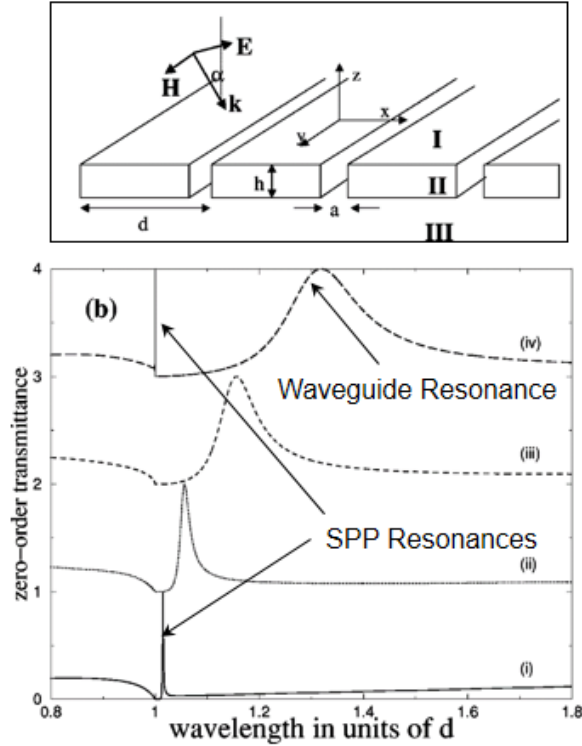 E
H
α
k
z
x
y
I
h
II
d
a
III
4
(b)
(iv)
Waveguide Resonance
3
(iii)
2
SPP Resonances
(ii)
1
(i)
0
0.8 1 1.2 1.4 1.6 1.8
zero-order transmittance
wavelength in units of d